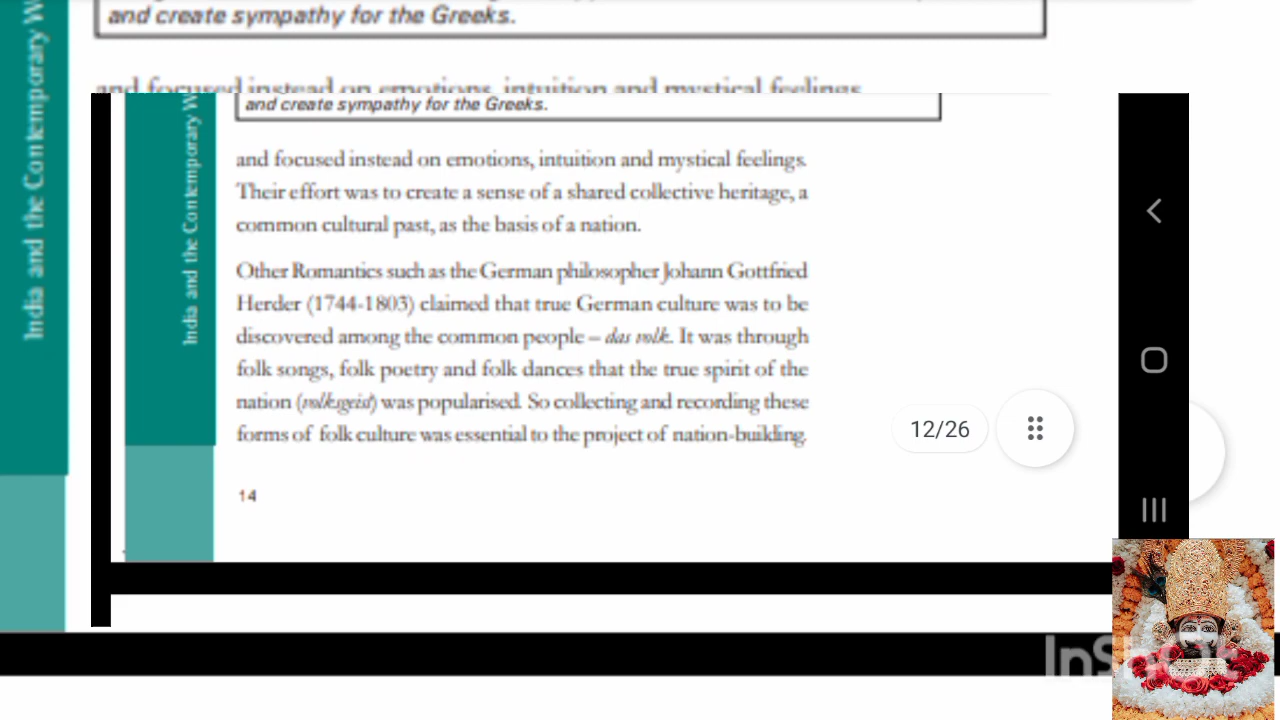 India and the Contemporary W
and create sympathy for the Greeks.
and focused instead on emotions, intuition and mystical feelings
India and the Contemporary W
and create sympathy for the Greeks.
and focused instead on emotions, intuition and mystical feelings.
Their effort was to create a sense of a shared collective heritage, a
common cultural past, as the basis of a nation.
Other Romantics such as the German philosopher Johann Gottfried
Herder (1744-1803) claimed that true German culture was to be
discovered among the common people – das volk. It was through
folk songs, folk poetry and folk dances that the true spirit of the
nation (volksgeist) was popularised. So collecting and recording these
forms of folk culture was essential to the project of nation-building.
14
12/26
InShOt